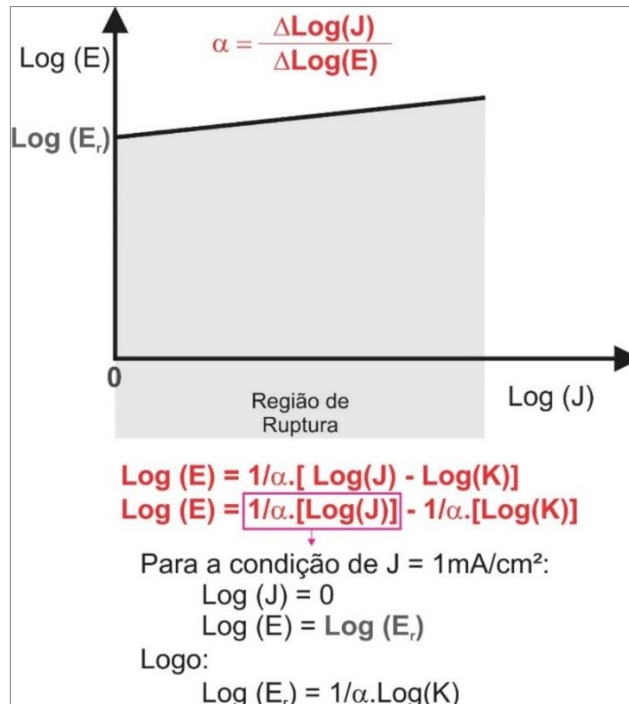 Log (E)
α = ΔLog(J) / ΔLog(E)
Log (Eᵣ)
0
Log (J)
Região de
Ruptura
Log (E) = 1/α.[ Log(J) - Log(K)]
Log (E) = 1/α.[Log(J)] - 1/α.[Log(K)]
Para a condição de J = 1mA/cm²:
Log (J) = 0
Log (E) = Log (Eᵣ)
Logo:
Log (Eᵣ) = 1/α.Log(K)